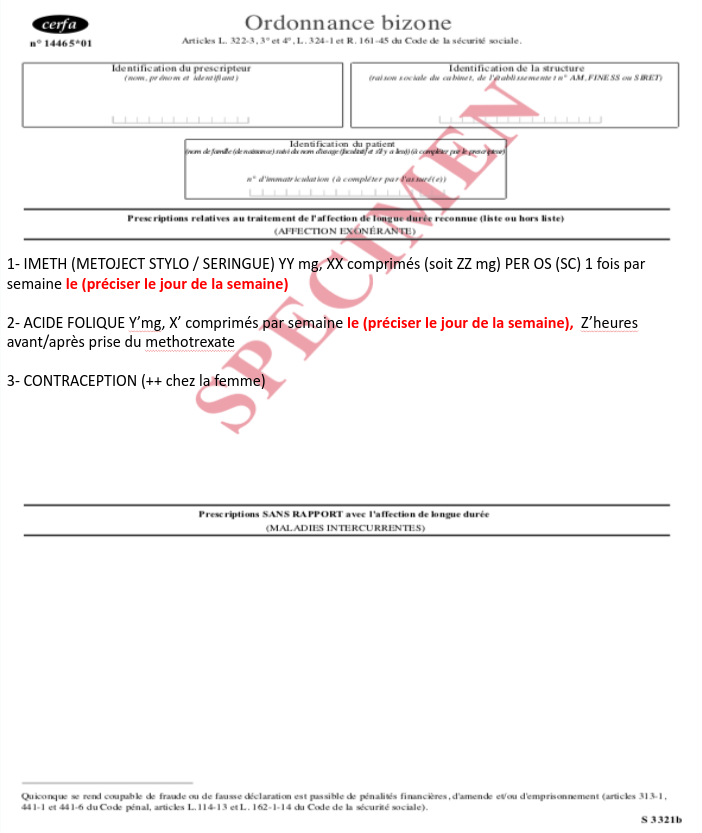 cerfa
n° 14465*01
Ordonnance bizone
Articles L. 322-3, 3° et 4°, L. 324-1 et R. 161-45 du Code de la sécurité sociale.
Identification du prescripteur
(nom, prénom et identifiant)
Identification de la structure
(raison sociale du cabinet, de l'établissement et n° AM, FINESS ou SIRET)
Identification du patient
(nom de famille (de naissance) suivi du nom d'usage (facultatif et s'il y a lieu)) (à compléter par le prescripteur)
n° d'immatriculation (à compléter par l'assuré(e))
Prescriptions relatives au traitement de l'affection de longue durée reconnue (liste ou hors liste)
(AFFECTION EXONÉRANTE)
SPECIMEN
1- IMETH (METOJECT STYLO / SERINGUE) YY mg, XX comprimés (soit ZZ mg) PER OS (SC) 1 fois par
semaine le (préciser le jour de la semaine)
2- ACIDE FOLIQUE Y’mg, X’ comprimés par semaine le (préciser le jour de la semaine), Z’heures
avant/après prise du methotrexate
3- CONTRACEPTION (++ chez la femme)
Prescriptions SANS RAPPORT avec l'affection de longue durée
(MALADIES INTERCURRENTES)
Quiconque se rend coupable de fraude ou de fausse déclaration est passible de pénalités financières, d'amende et/ou d'emprisonnement (articles 313-1,
441-1 et 441-6 du Code pénal, articles L.114-13 et L. 162-1-14 du Code de la sécurité sociale).
S 3321b